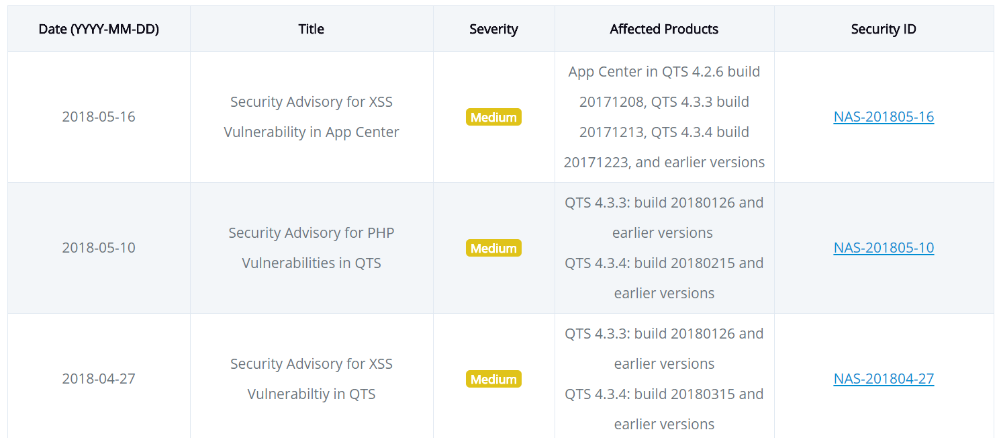 Date (YYYY-MM-DD)
Title
Severity
Affected Products
Security ID
2018-05-16
Security Advisory for XSS
Vulnerability in App Center
Medium
App Center in QTS 4.2.6 build
20171208, QTS 4.3.3 build
20171213, QTS 4.3.4 build
20171223, and earlier versions
NAS-201805-16
2018-05-10
Security Advisory for PHP
Vulnerabilities in QTS
Medium
QTS 4.3.3: build 20180126 and
earlier versions
QTS 4.3.4: build 20180215 and
earlier versions
NAS-201805-10
2018-04-27
Security Advisory for XSS
Vulnerabiltiy in QTS
Medium
QTS 4.3.3: build 20180126 and
earlier versions
QTS 4.3.4: build 20180315 and
earlier versions
NAS-201804-27